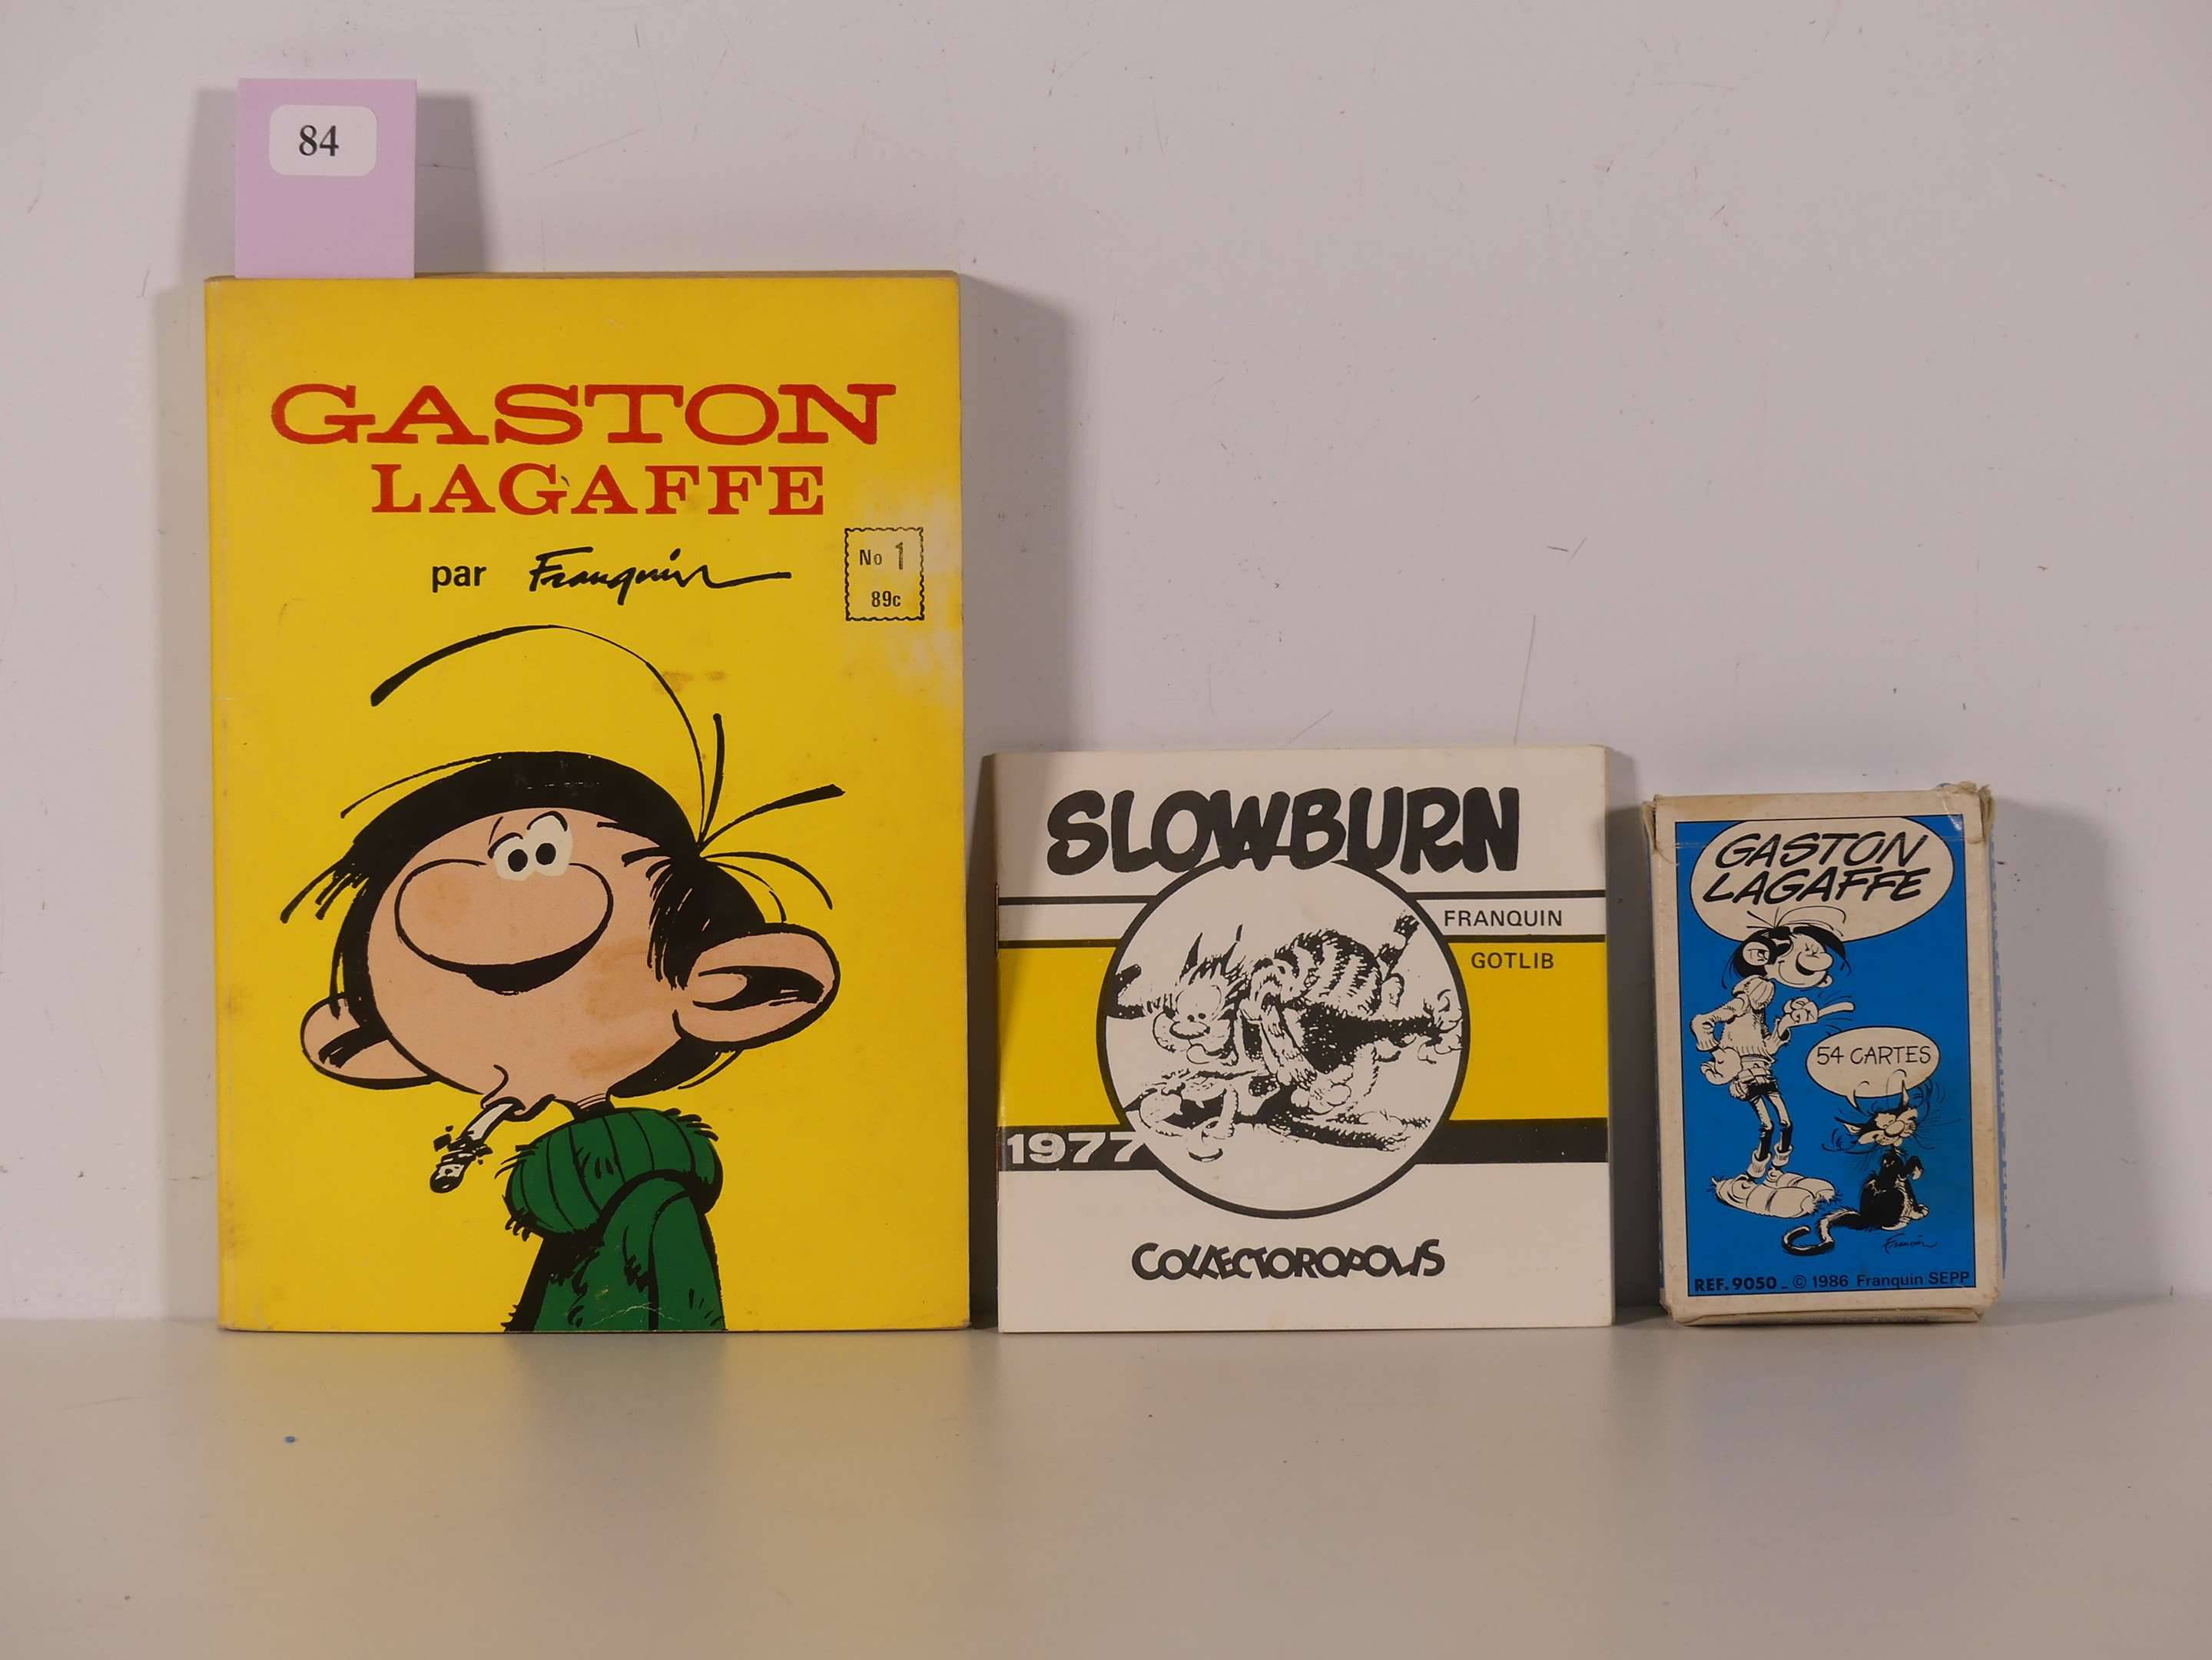 84
GASTON
LAGAFFE
par Franquin
No 1
89c
SLOWBURN
FRANQUIN
GOTLIB
1977
COLLECTOROPOLIS
GASTON
LAGAFFE
54 CARTES
Franquin
REF. 9050 _ © 1986 Franquin SEPP